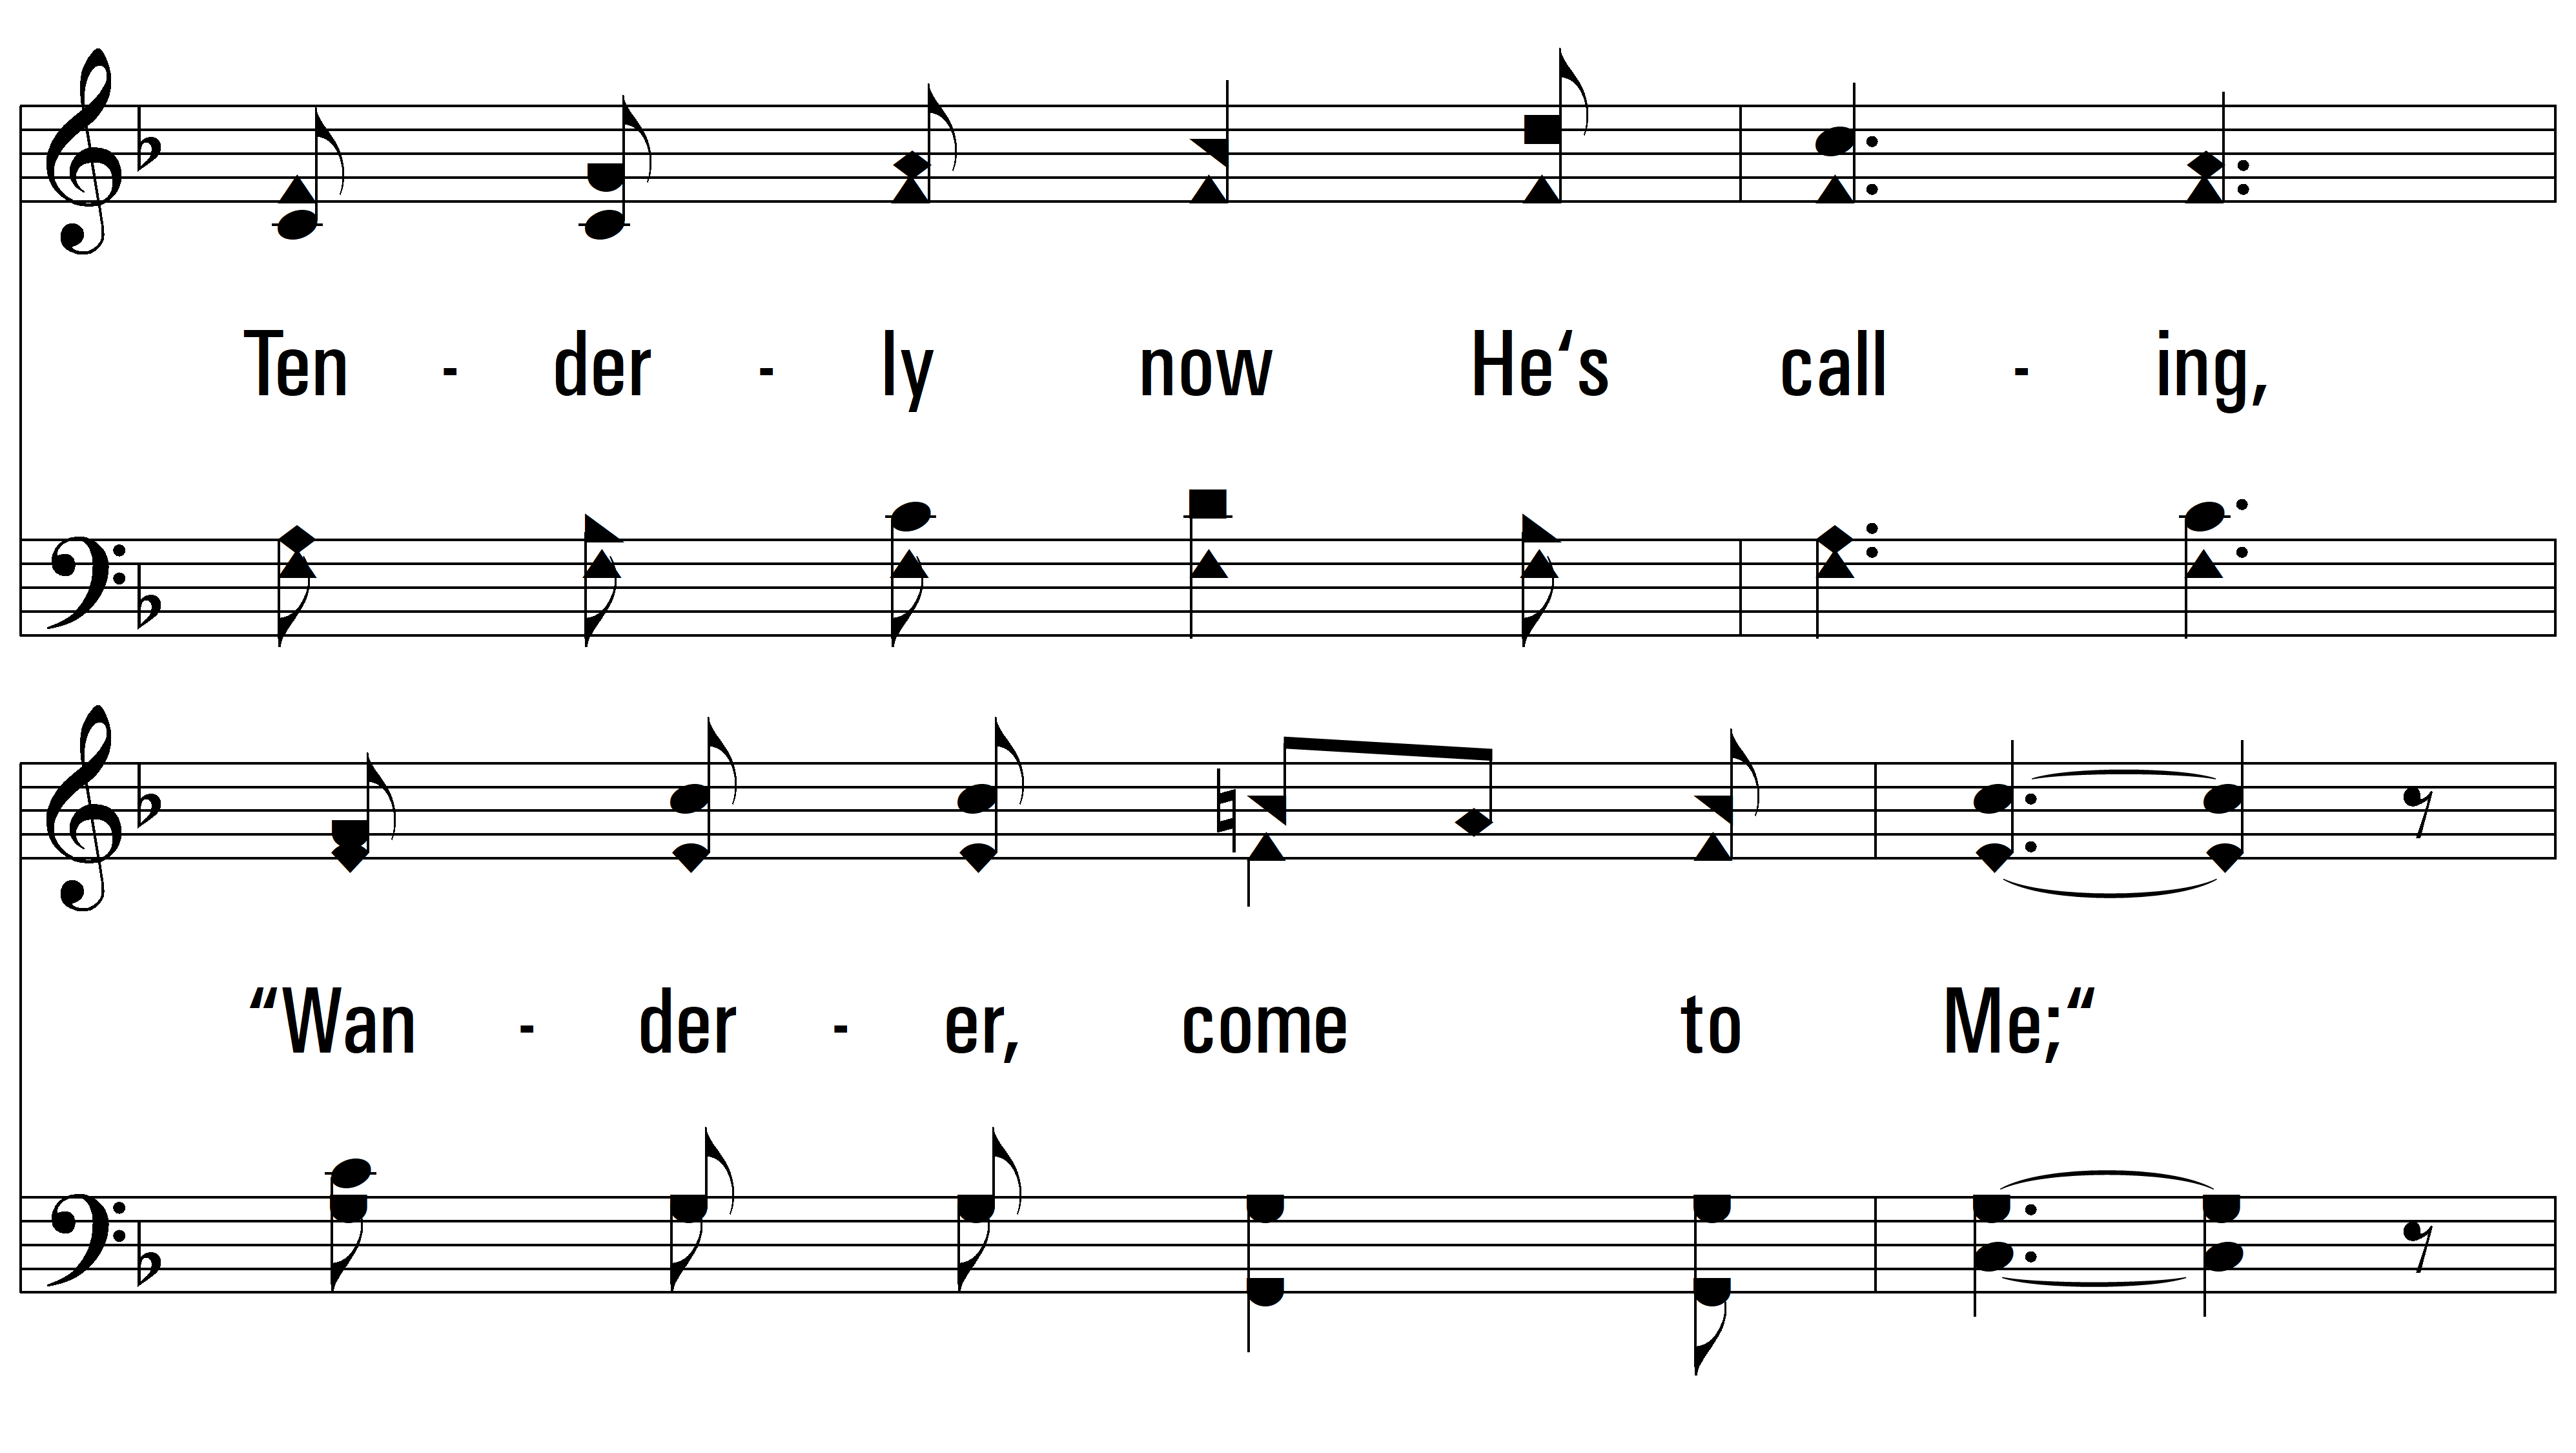 Ten - der - ly now He‘s call - ing,
“Wan - der - er, come to Me;“